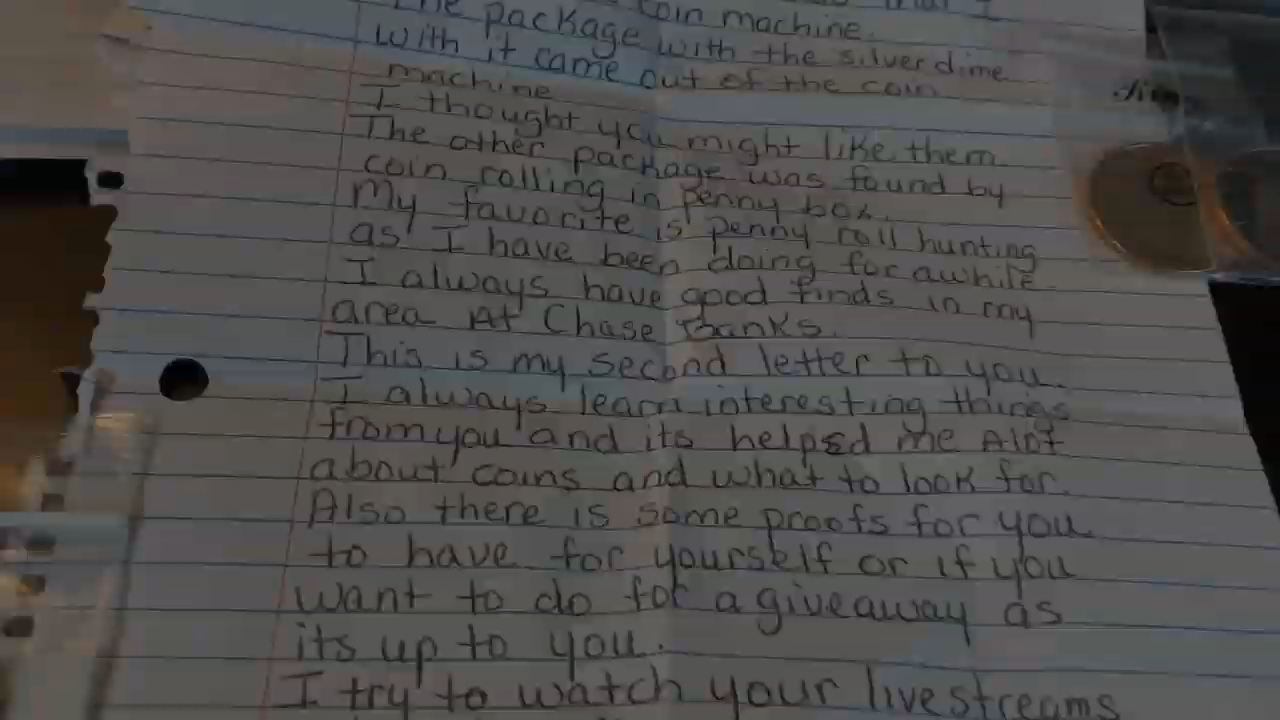 The package coin machine.
with it came with the silver dime
machine out of the coin
I thought you might like them
The other package was found by
coin rolling in penny box.
My favorite is penny roll hunting
as I have been doing for awhile.
I always have good finds in my
area At Chase Banks.
This is my second letter to you.
I always learn interesting things
from you and its helped me Alot
about coins and what to look for.
Also there is some proofs for you
to have for yourself or if you
want to do for a giveaway as
its up to you.
I try to watch your livestreams